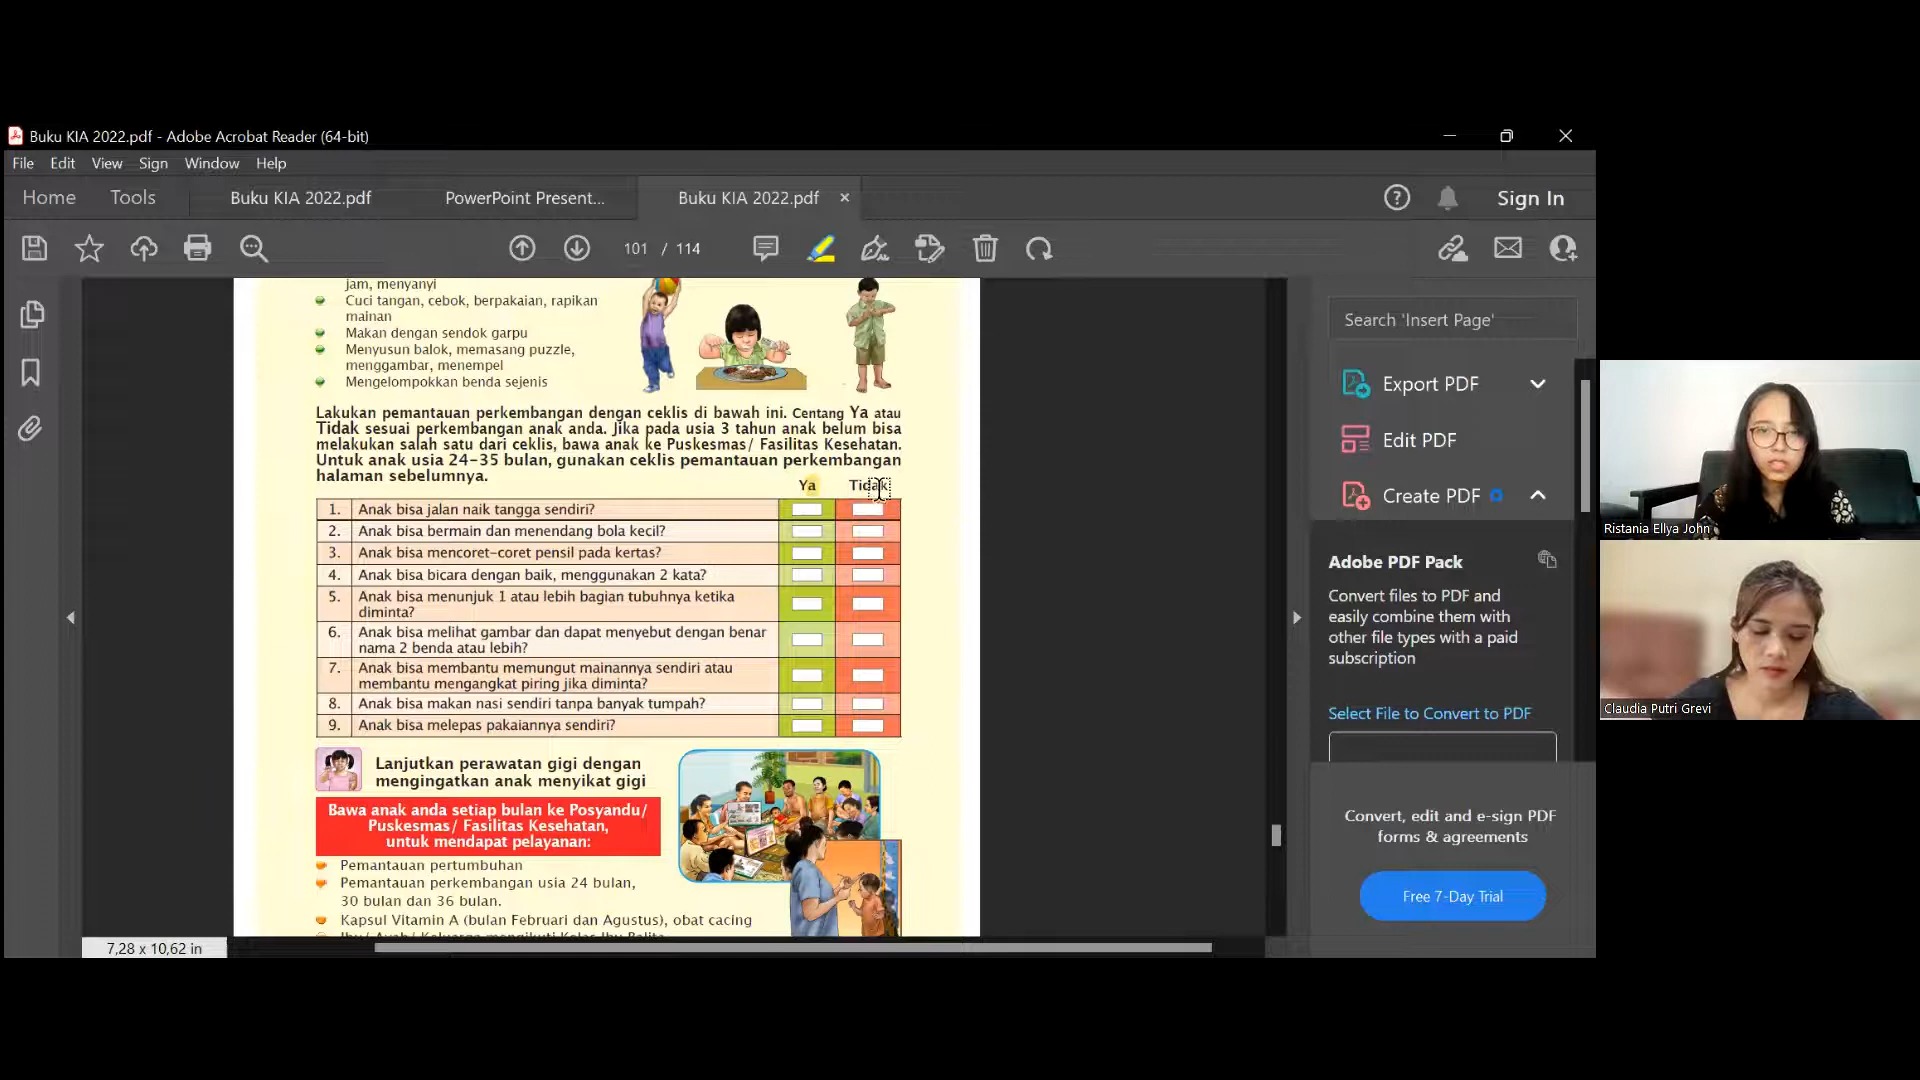 Buku KIA 2022.pdf - Adobe Acrobat Reader (64-bit)
File Edit View Sign Window Help
Home Tools Buku KIA 2022.pdf PowerPoint Present... Buku KIA 2022.pdf × Sign In
101 / 114
jam, menyanyi
Cuci tangan, cebok, berpakaian, rapikan
mainan
Makan dengan sendok garpu
Menyusun balok, memasang puzzle,
menggambar, menempel
Mengelompokkan benda sejenis
Lakukan pemantauan perkembangan dengan ceklis di bawah ini. Centang Ya atau
Tidak sesuai perkembangan anak anda. Jika pada usia 3 tahun anak belum bisa
melakukan salah satu dari ceklis, bawa anak ke Puskesmas/ Fasilitas Kesehatan.
Untuk anak usia 24-35 bulan, gunakan ceklis pemantauan perkembangan
halaman sebelumnya.
Ya Tidak
1. Anak bisa jalan naik tangga sendiri?
2. Anak bisa bermain dan menendang bola kecil?
3. Anak bisa mencoret-coret pensil pada kertas?
4. Anak bisa bicara dengan baik, menggunakan 2 kata?
5. Anak bisa menunjuk 1 atau lebih bagian tubuhnya ketika
diminta?
6. Anak bisa melihat gambar dan dapat menyebut dengan benar
nama 2 benda atau lebih?
7. Anak bisa membantu memungut mainannya sendiri atau
membantu mengangkat piring jika diminta?
8. Anak bisa makan nasi sendiri tanpa banyak tumpah?
9. Anak bisa melepas pakaiannya sendiri?
Lanjutkan perawatan gigi dengan
mengingatkan anak menyikat gigi
Bawa anak anda setiap bulan ke Posyandu/
Puskesmas/ Fasilitas Kesehatan,
untuk mendapat pelayanan:
Pemantauan pertumbuhan
Pemantauan perkembangan usia 24 bulan,
30 bulan dan 36 bulan.
Kapsul Vitamin A (bulan Februari dan Agustus), obat cacing
Ibu/ Ayah/ Keluarga mengikuti Kelas Ibu Balita
7,28 x 10,62 in
Search 'Insert Page'
Export PDF
Edit PDF
Create PDF
Adobe PDF Pack
Convert files to PDF and
easily combine them with
other file types with a paid
subscription
Select File to Convert to PDF
Convert, edit and e-sign PDF
forms & agreements
Free 7-Day Trial
Ristania Ellya John
Claudia Putri Grevi